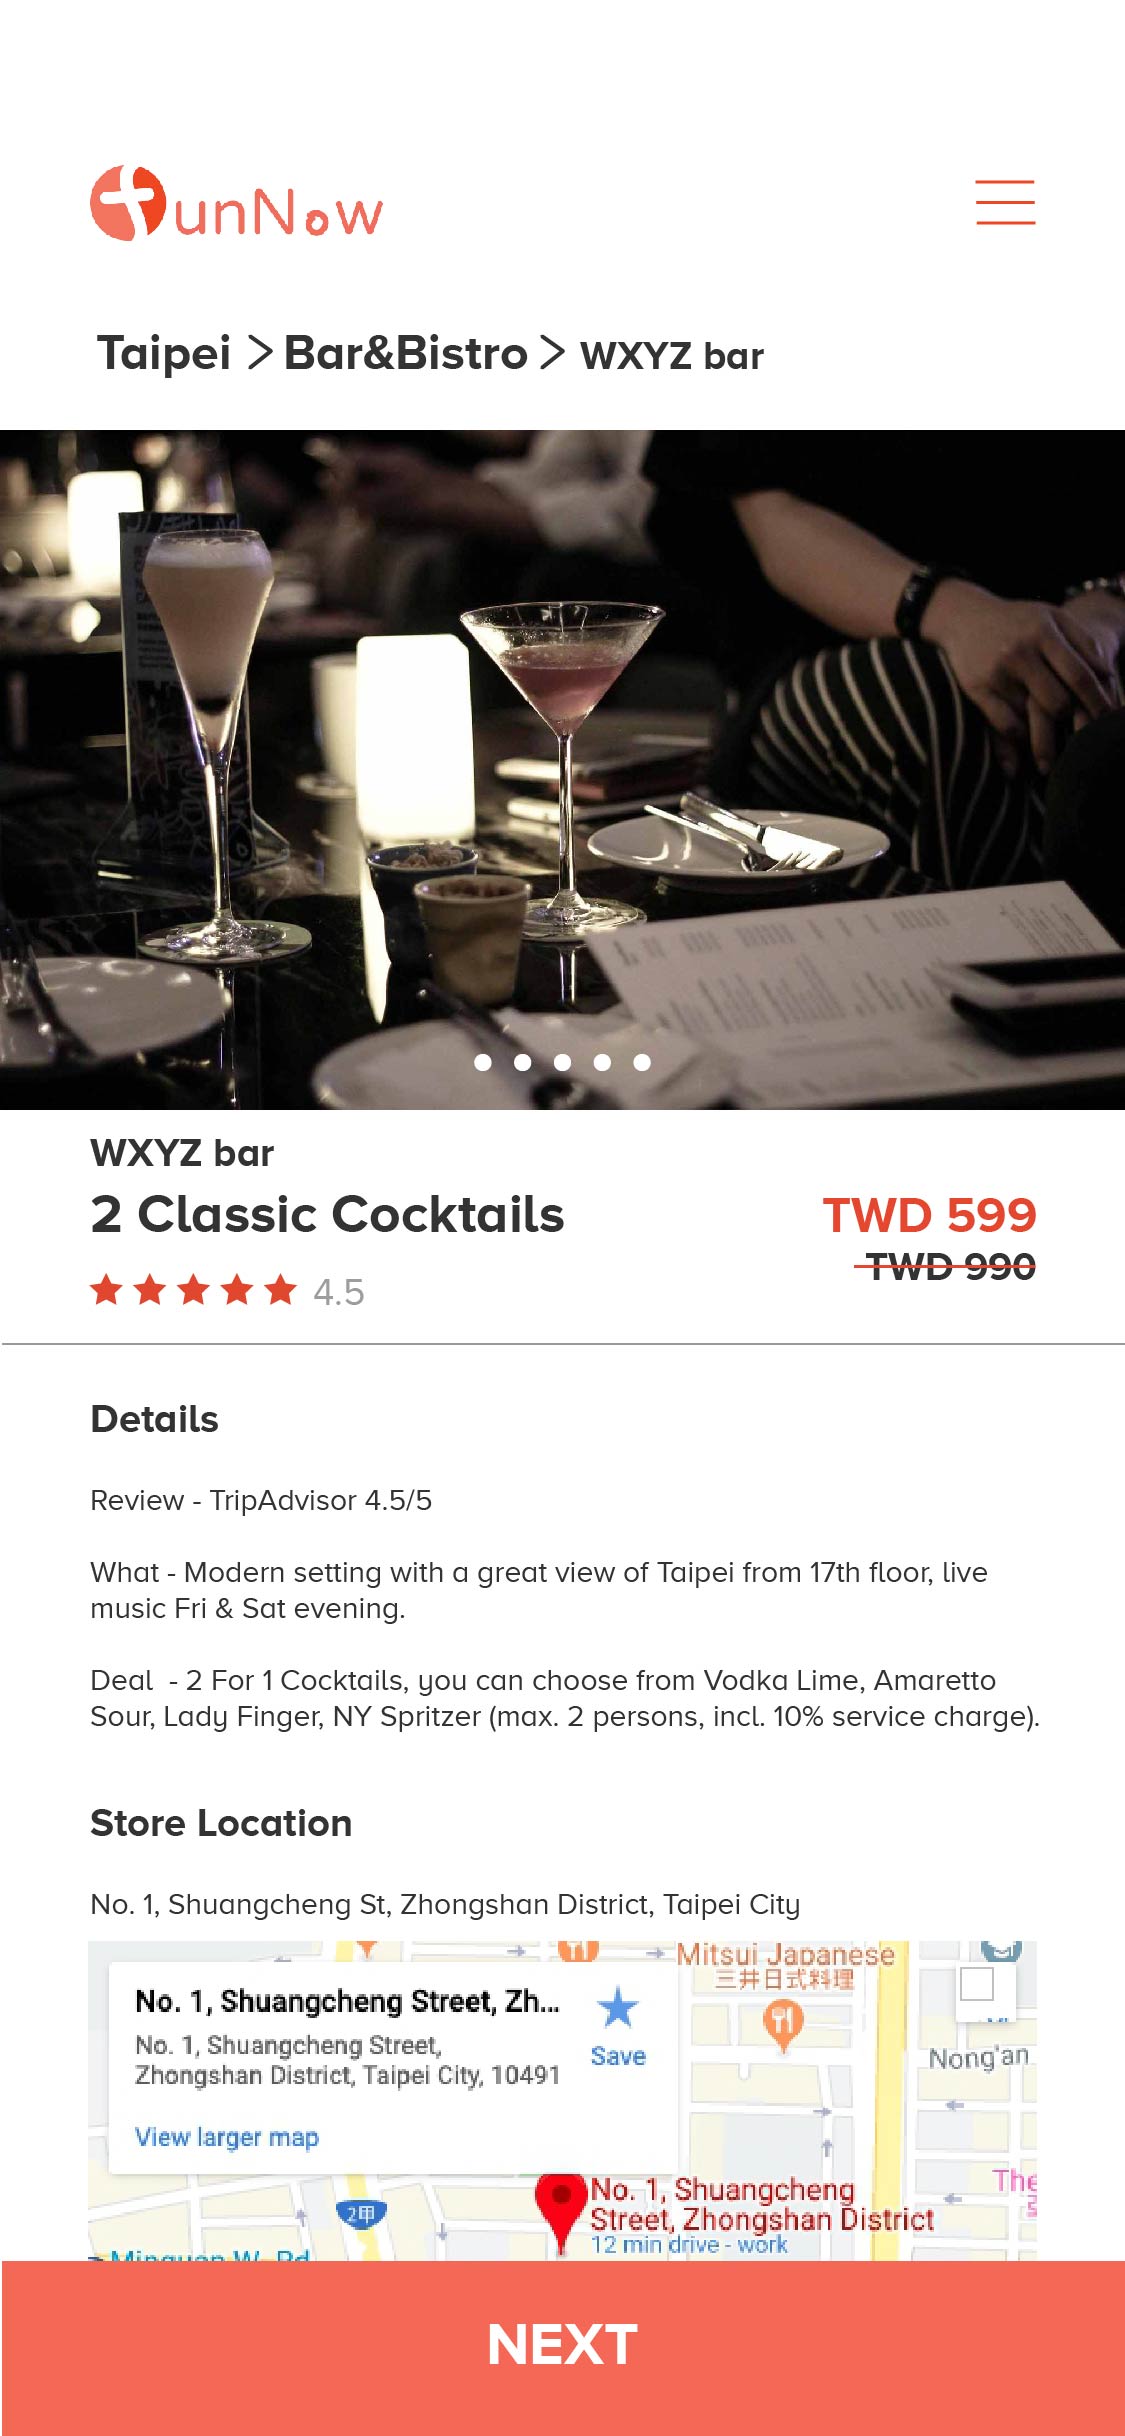 funNow
Taipei > Bar&Bistro > WXYZ bar
WXYZ bar
2 Classic Cocktails
TWD 599
TWD 990
4.5
Details
Review - TripAdvisor 4.5/5
What - Modern setting with a great view of Taipei from 17th floor, live
music Fri & Sat evening.
Deal  - 2 For 1 Cocktails, you can choose from Vodka Lime, Amaretto
Sour, Lady Finger, NY Spritzer (max. 2 persons, incl. 10% service charge).
Store Location
No. 1, Shuangcheng St, Zhongshan District, Taipei City
Mitsui Japanese
三井日式料理
No. 1, Shuangcheng Street, Zh...
No. 1, Shuangcheng Street,
Zhongshan District, Taipei City, 10491
Save
View larger map
Nong'an
The
No. 1, Shuangcheng
Street, Zhongshan District
12 min drive - work
2甲
Minquan W. Rd
NEXT